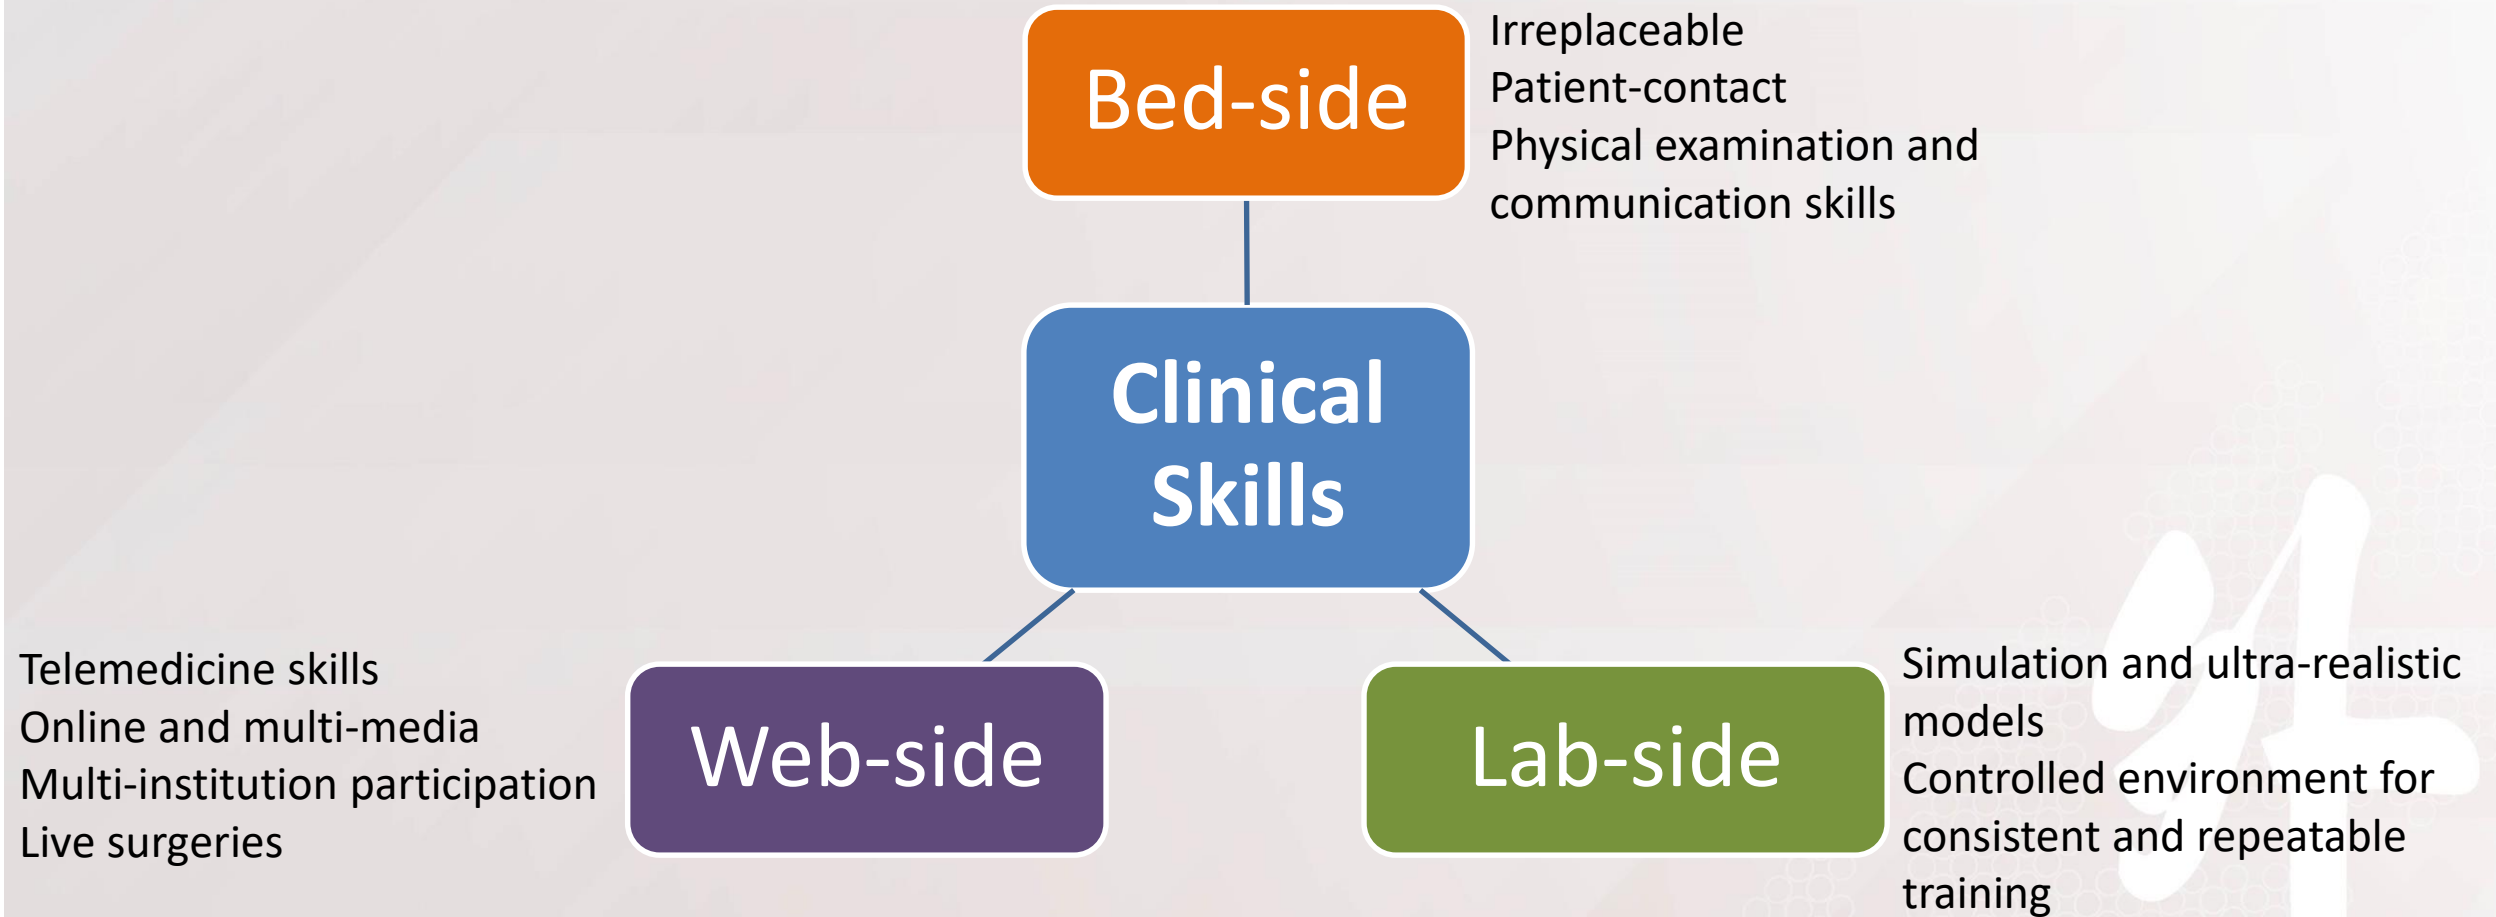 Bed-side
Irreplaceable
Patient-contact
Physical examination and
communication skills
Clinical
Skills
Telemedicine skills
Online and multi-media
Multi-institution participation
Live surgeries
Web-side
Lab-side
Simulation and ultra-realistic
models
Controlled environment for
consistent and repeatable
training
外